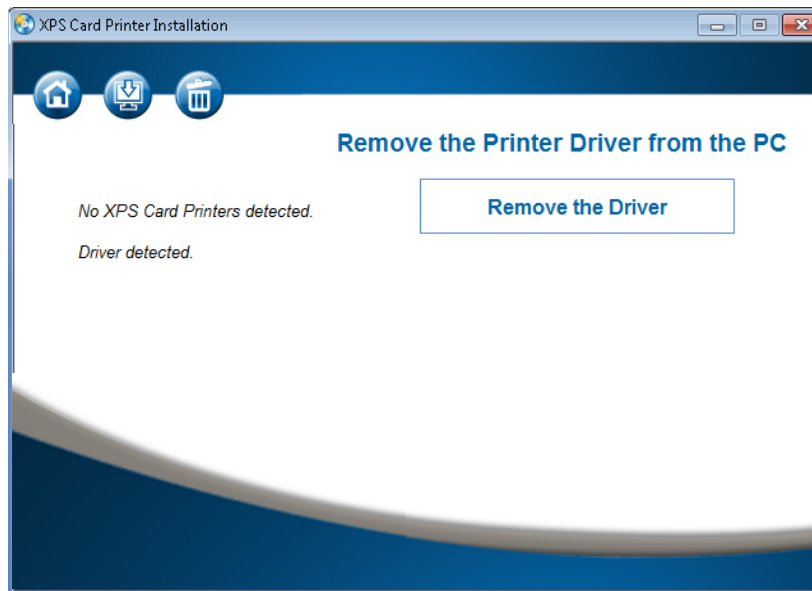 XPS Card Printer Installation
Remove the Printer Driver from the PC
No XPS Card Printers detected.
Remove the Driver
Driver detected.